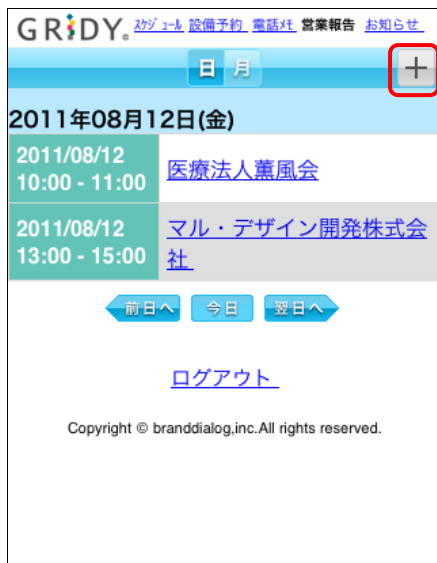 GRiDY. ｽｹｼﾞｭｰﾙ 設備予約 電話ﾒﾓ 営業報告 お知らせ
日 月 +
2011年08月12日(金)
2011/08/12
10:00 - 11:00
医療法人薫風会
2011/08/12
13:00 - 15:00
マル・デザイン開発株式会
社
前日へ 今日 翌日へ
ログアウト
Copyright © branddialog,inc.All rights reserved.